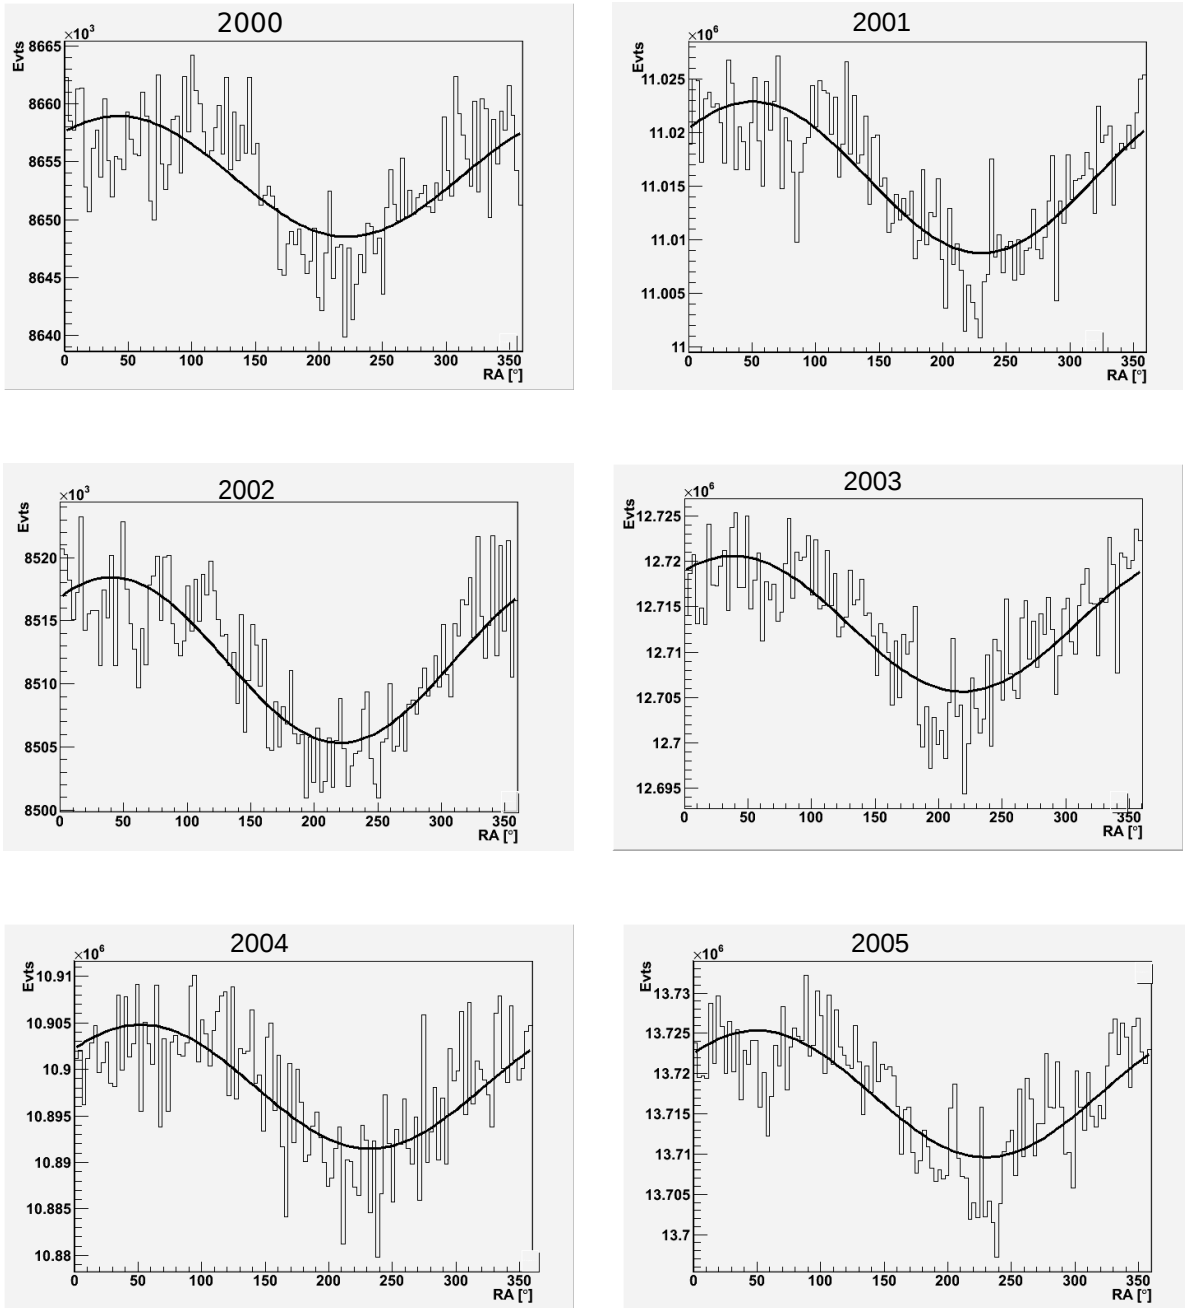 2000
×10³
Evts
8665
8660
8655
8650
8645
8640
0 50 100 150 200 250 300 350
RA [°]
2001
×10⁶
Evts
11.025
11.02
11.015
11.01
11.005
11
0 50 100 150 200 250 300 350
RA [°]
2002
×10³
Evts
8520
8515
8510
8505
8500
0 50 100 150 200 250 300 350
RA [°]
2003
×10⁶
Evts
12.725
12.72
12.715
12.71
12.705
12.7
12.695
0 50 100 150 200 250 300 350
RA [°]
2004
×10⁶
Evts
10.91
10.905
10.9
10.895
10.89
10.885
10.88
0 50 100 150 200 250 300 350
RA [°]
2005
×10⁶
Evts
13.73
13.725
13.72
13.715
13.71
13.705
13.7
0 50 100 150 200 250 300 350
RA [°]